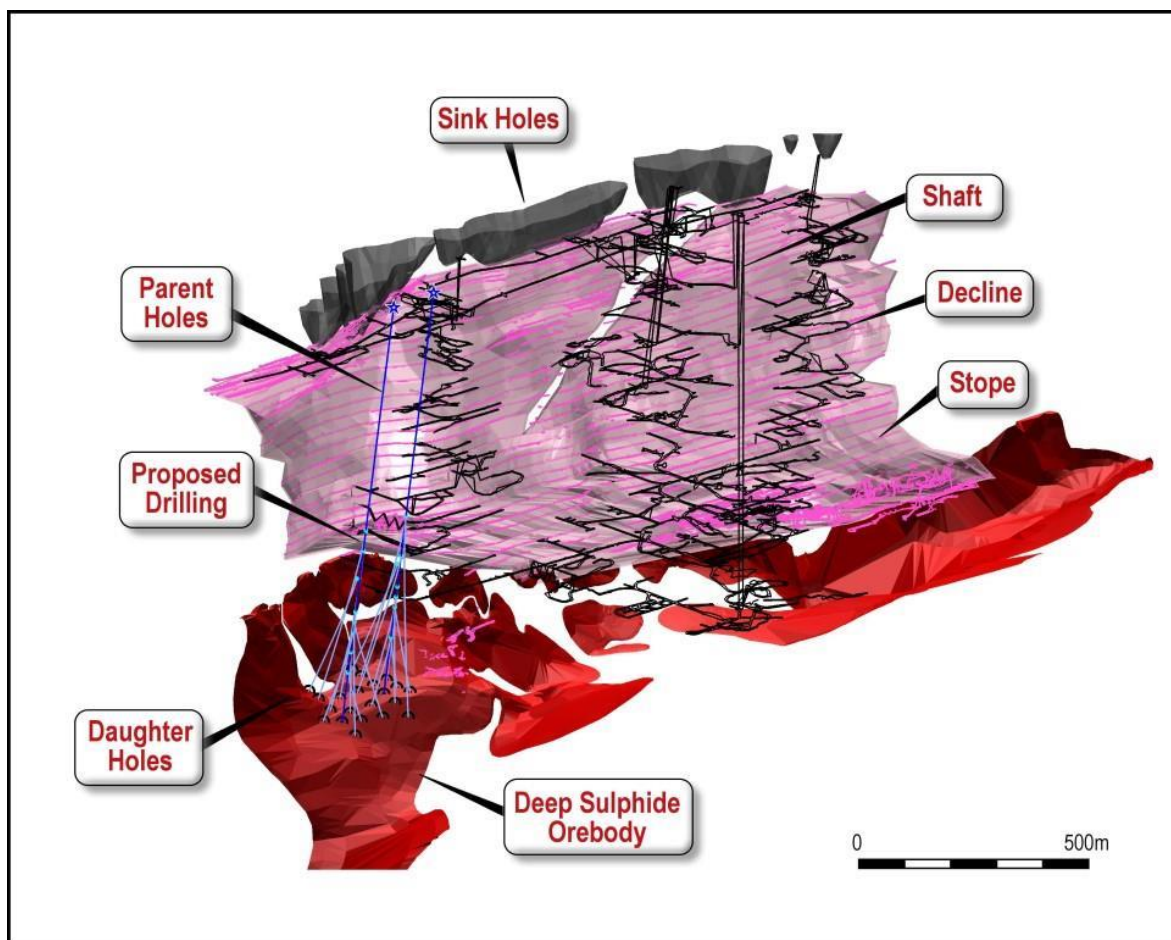 Sink Holes
Shaft
Parent
Holes
Decline
Stope
Proposed
Drilling
Daughter
Holes
Deep Sulphide
Orebody
0
500m